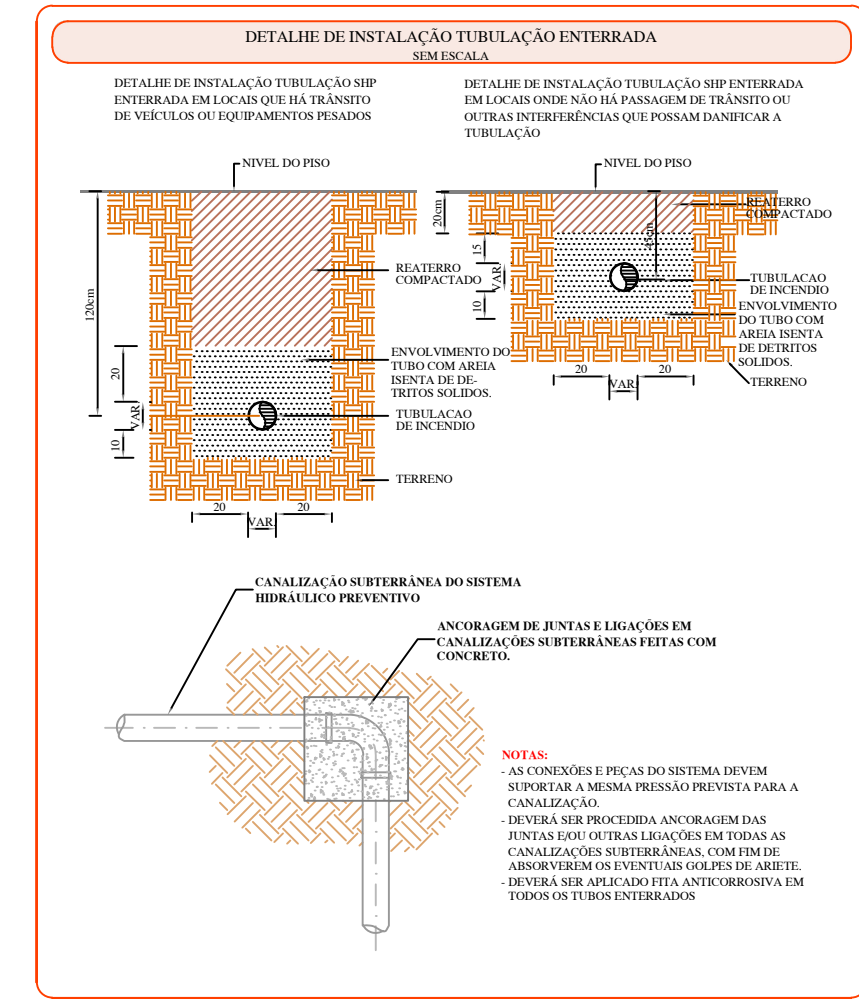 DETALHE DE INSTALAÇÃO TUBULAÇÃO ENTERRADA
SEM ESCALA
DETALHE DE INSTALAÇÃO TUBULAÇÃO SHP
ENTERRADA EM LOCAIS QUE HÁ TRÂNSITO
DE VEÍCULOS OU EQUIPAMENTOS PESADOS
NIVEL DO PISO
120cm
20
VAR.
10
REATERRO
COMPACTADO
ENVOLVIMENTO DO
TUBO COM AREIA
ISENTA DE DE-
TRITOS SOLIDOS.
TUBULACAO
DE INCENDIO
TERRENO
20
VAR.
20
DETALHE DE INSTALAÇÃO TUBULAÇÃO SHP ENTERRADA
EM LOCAIS ONDE NÃO HÁ PASSAGEM DE TRÂNSITO OU
OUTRAS INTERFERÊNCIAS QUE POSSAM DANIFICAR A
TUBULAÇÃO
NIVEL DO PISO
20cm
15
VAR.
10
REATERRO
COMPACTADO
TUBULACAO
DE INCENDIO
ENVOLVIMENTO
DO TUBO COM
AREIA ISENTA
DE DETRITOS
SOLIDOS.
TERRENO
20
VAR.
20
CANALIZAÇÃO SUBTERRÂNEA DO SISTEMA
HIDRÁULICO PREVENTIVO
ANCORAGEM DE JUNTAS E LIGAÇÕES EM
CANALIZAÇÕES SUBTERRÂNEAS FEITAS COM
CONCRETO.
NOTAS:
- AS CONEXÕES E PEÇAS DO SISTEMA DEVEM
SUPORTAR A MESMA PRESSÃO PREVISTA PARA A
CANALIZAÇÃO.
- DEVERÁ SER PROCEDIDA ANCORAGEM DAS
JUNTAS E/OU OUTRAS LIGAÇÕES EM TODAS AS
CANALIZAÇÕES SUBTERRÂNEAS, COM FIM DE
ABSORVEREM OS EVENTUAIS GOLPES DE ARIETE.
- DEVERÁ SER APLICADO FITA ANTICORROSIVA EM
TODOS OS TUBOS ENTERRADOS